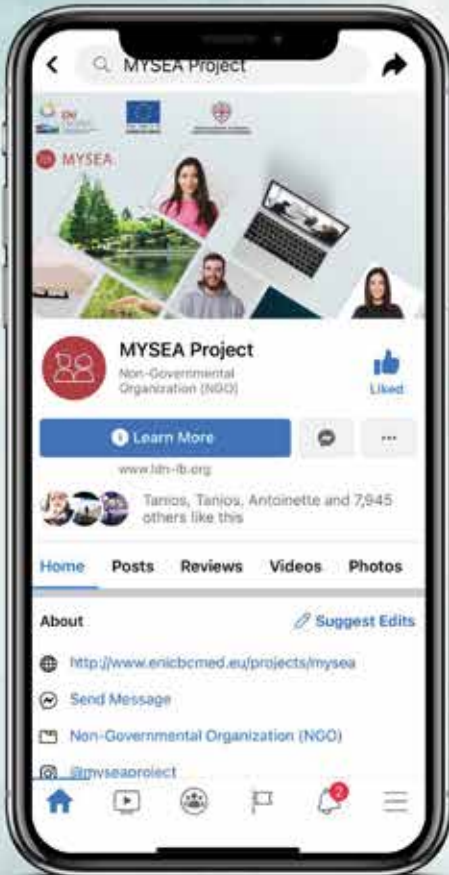 MYSEA Project
MYSEA
MYSEA Project
Non-Governmental
Organization (NGO)
Liked
Learn More
www.ldn-lb.org
Tanios, Tanios, Antoinette and 7,945
others like this
Home Posts Reviews Videos Photos
About
Suggest Edits
http://www.enicbcmed.eu/projects/mysea
Send Message
Non-Governmental Organization (NGO)
@myseaproject
2